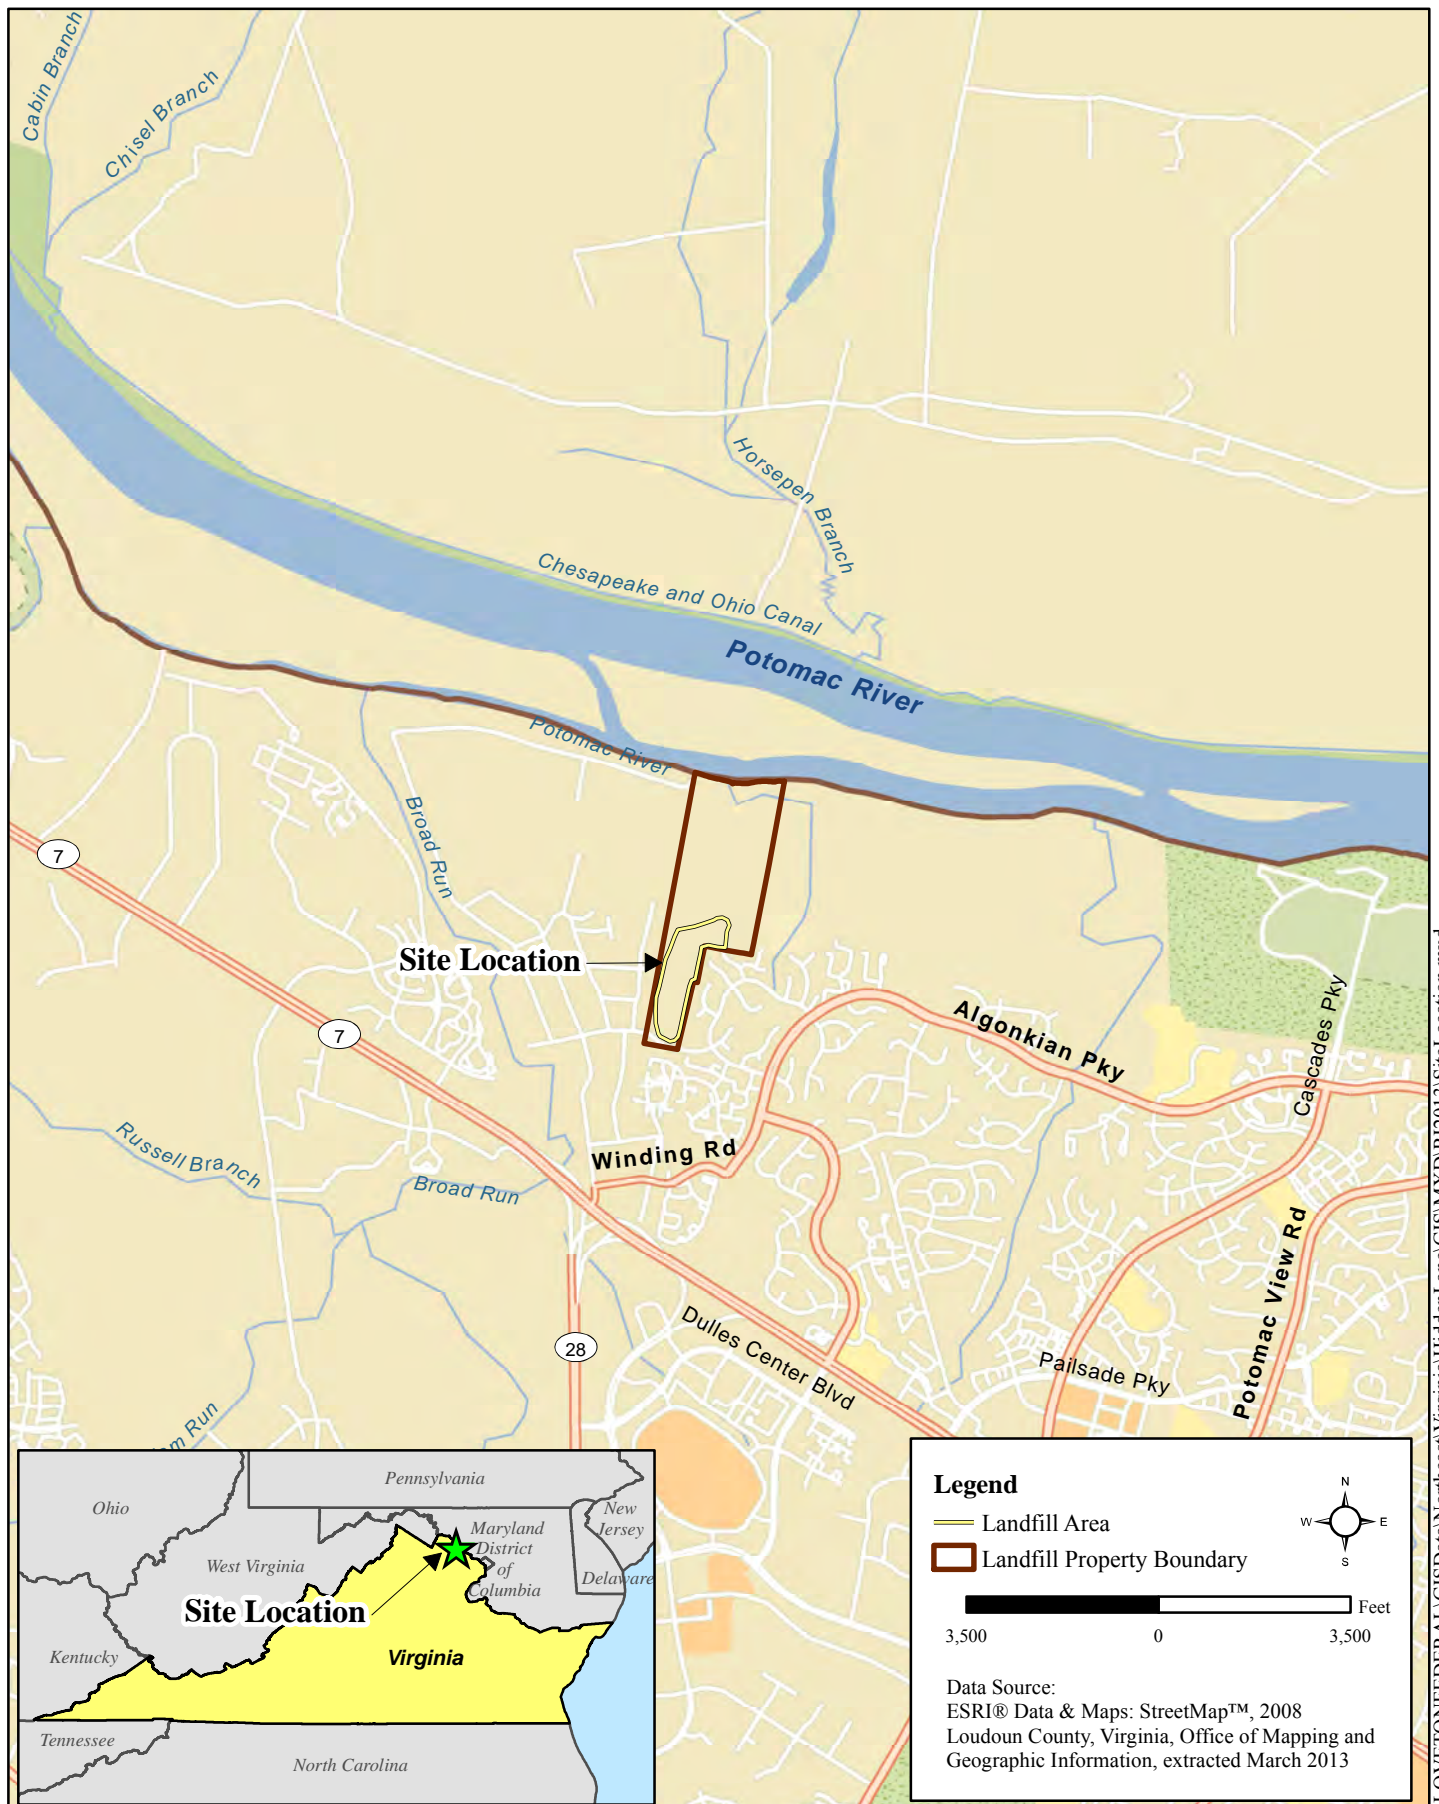 Cabin Branch
Chisel Branch
Horsepen Branch
Chesapeake and Ohio Canal
Potomac River
Potomac River
Broad Run
7
Site Location
7
Algonkian Pky
Cascades Pky
Winding Rd
Russell Branch
Broad Run
Potomac View Rd
Dulles Center Blvd
28
Pailsade Pky
Run
Ohio
Pennsylvania
New
Jersey
Maryland
District
of
Columbia
West Virginia
Delaware
Site Location
Kentucky
Virginia
Tennessee
North Carolina
Legend
Landfill Area
Landfill Property Boundary
N
W
E
S
Feet
3,500
0
3,500
Data Source:
ESRI® Data & Maps: StreetMap™, 2008
Loudoun County, Virginia, Office of Mapping and
Geographic Information, extracted March 2013